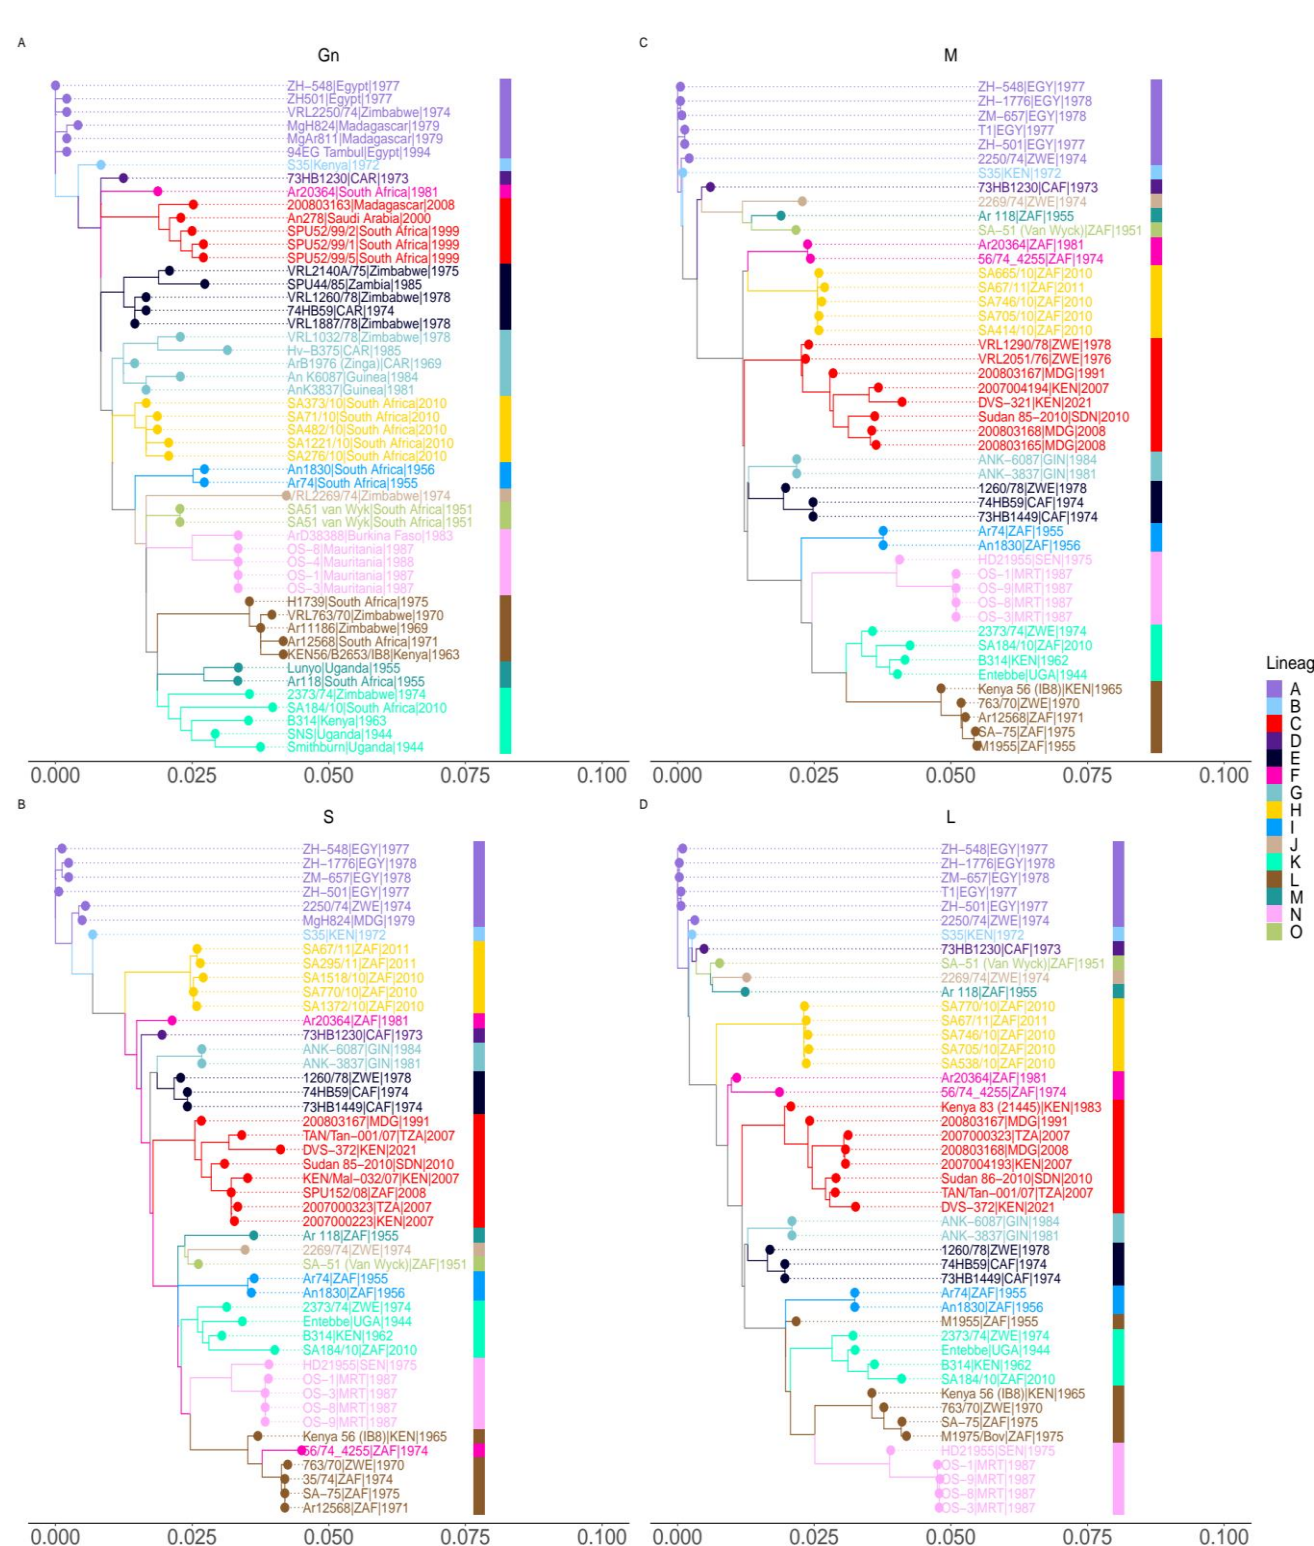 A
Gn
ZH−548|Egypt|1977
ZH501|Egypt|1977
VRL2250/74|Zimbabwe|1974
MgH824|Madagascar|1979
MgAr811|Madagascar|1979
94EG Tambul|Egypt|1994
S35|Kenya|1972
73HB1230|CAR|1973
Ar20364|South Africa|1981
200803163|Madagascar|2008
An278|Saudi Arabia|2000
SPU52/99/2|South Africa|1999
SPU52/99/1|South Africa|1999
SPU52/99/5|South Africa|1999
VRL2140A/75|Zimbabwe|1975
SPU44/85|Zambia|1985
VRL1260/78|Zimbabwe|1978
74HB59|CAR|1974
VRL1887/78|Zimbabwe|1978
VRL1032/78|Zimbabwe|1978
Hv−B375|CAR|1985
ArB1976 (Zinga)|CAR|1969
An K6087|Guinea|1984
AnK3837|Guinea|1981
SA373/10|South Africa|2010
SA71/10|South Africa|2010
SA482/10|South Africa|2010
SA1221/10|South Africa|2010
SA276/10|South Africa|2010
An1830|South Africa|1956
Ar74|South Africa|1955
VRL2269/74|Zimbabwe|1974
SA51 van Wyk|South Africa|1951
SA51 van Wyk|South Africa|1951
ArD38388|Burkina Faso|1983
OS−8|Mauritania|1987
OS−4|Mauritania|1988
OS−1|Mauritania|1987
OS−3|Mauritania|1987
H1739|South Africa|1975
VRL763/70|Zimbabwe|1970
Ar11186|Zimbabwe|1969
Ar12568|South Africa|1971
KEN56/B2653/IB8|Kenya|1963
Lunyo|Uganda|1955
Ar118|South Africa|1955
2373/74|Zimbabwe|1974
SA184/10|South Africa|2010
B314|Kenya|1963
SNS|Uganda|1944
Smithburn|Uganda|1944
0.000 0.025 0.050 0.075 0.100
C
M
ZH−548|EGY|1977
ZH−1776|EGY|1978
ZM−657|EGY|1978
T1|EGY|1977
ZH−501|EGY|1977
2250/74|ZWE|1974
S35|KEN|1972
73HB1230|CAF|1973
2269/74|ZWE|1974
Ar 118|ZAF|1955
SA−51 (Van Wyck)|ZAF|1951
Ar20364|ZAF|1981
56/74_4255|ZAF|1974
SA665/10|ZAF|2010
SA67/11|ZAF|2011
SA746/10|ZAF|2010
SA705/10|ZAF|2010
SA414/10|ZAF|2010
VRL1290/78|ZWE|1978
VRL2051/76|ZWE|1976
200803167|MDG|1991
2007004194|KEN|2007
DVS−321|KEN|2021
Sudan 85−2010|SDN|2010
200803168|MDG|2008
200803165|MDG|2008
ANK−6087|GIN|1984
ANK−3837|GIN|1981
1260/78|ZWE|1978
74HB59|CAF|1974
73HB1449|CAF|1974
Ar74|ZAF|1955
An1830|ZAF|1956
HD21955|SEN|1975
OS−1|MRT|1987
OS−9|MRT|1987
OS−8|MRT|1987
OS−3|MRT|1987
2373/74|ZWE|1974
SA184/10|ZAF|2010
B314|KEN|1962
Entebbe|UGA|1944
Kenya 56 (IB8)|KEN|1965
763/70|ZWE|1970
Ar12568|ZAF|1971
SA−75|ZAF|1975
M1955|ZAF|1955
0.000 0.025 0.050 0.075 0.100
B
S
ZH−548|EGY|1977
ZH−1776|EGY|1978
ZM−657|EGY|1978
ZH−501|EGY|1977
2250/74|ZWE|1974
MgH824|MDG|1979
S35|KEN|1972
SA67/11|ZAF|2011
SA295/11|ZAF|2011
SA1518/10|ZAF|2010
SA770/10|ZAF|2010
SA1372/10|ZAF|2010
Ar20364|ZAF|1981
73HB1230|CAF|1973
ANK−6087|GIN|1984
ANK−3837|GIN|1981
1260/78|ZWE|1978
74HB59|CAF|1974
73HB1449|CAF|1974
200803167|MDG|1991
TAN/Tan−001/07|TZA|2007
DVS−372|KEN|2021
Sudan 85−2010|SDN|2010
KEN/Mal−032/07|KEN|2007
SPU152/08|ZAF|2008
2007000323|TZA|2007
2007000223|KEN|2007
Ar 118|ZAF|1955
2269/74|ZWE|1974
SA−51 (Van Wyck)|ZAF|1951
Ar74|ZAF|1955
An1830|ZAF|1956
2373/74|ZWE|1974
Entebbe|UGA|1944
B314|KEN|1962
SA184/10|ZAF|2010
HD21955|SEN|1975
OS−1|MRT|1987
OS−3|MRT|1987
OS−8|MRT|1987
OS−9|MRT|1987
Kenya 56 (IB8)|KEN|1965
56/74_4255|ZAF|1974
763/70|ZWE|1970
35/74|ZAF|1974
SA−75|ZAF|1975
Ar12568|ZAF|1971
0.000 0.025 0.050 0.075 0.100
D
L
ZH−548|EGY|1977
ZH−1776|EGY|1978
ZM−657|EGY|1978
T1|EGY|1977
ZH−501|EGY|1977
2250/74|ZWE|1974
S35|KEN|1972
73HB1230|CAF|1973
SA−51 (Van Wyck)|ZAF|1951
2269/74|ZWE|1974
Ar 118|ZAF|1955
SA770/10|ZAF|2010
SA67/11|ZAF|2011
SA746/10|ZAF|2010
SA705/10|ZAF|2010
SA538/10|ZAF|2010
Ar20364|ZAF|1981
56/74_4255|ZAF|1974
Kenya 83 (21445)|KEN|1983
200803167|MDG|1991
2007000323|TZA|2007
200803168|MDG|2008
2007004193|KEN|2007
Sudan 86−2010|SDN|2010
TAN/Tan−001/07|TZA|2007
DVS−372|KEN|2021
ANK−6087|GIN|1984
ANK−3837|GIN|1981
1260/78|ZWE|1978
74HB59|CAF|1974
73HB1449|CAF|1974
Ar74|ZAF|1955
An1830|ZAF|1956
M1955|ZAF|1955
2373/74|ZWE|1974
Entebbe|UGA|1944
B314|KEN|1962
SA184/10|ZAF|2010
Kenya 56 (IB8)|KEN|1965
763/70|ZWE|1970
SA−75|ZAF|1975
M1975/Bov|ZAF|1975
HD21955|SEN|1975
OS−1|MRT|1987
OS−9|MRT|1987
OS−8|MRT|1987
OS−3|MRT|1987
0.000 0.025 0.050 0.075 0.100
Lineag
A
B
C
D
E
F
G
H
I
J
K
L
M
N
O